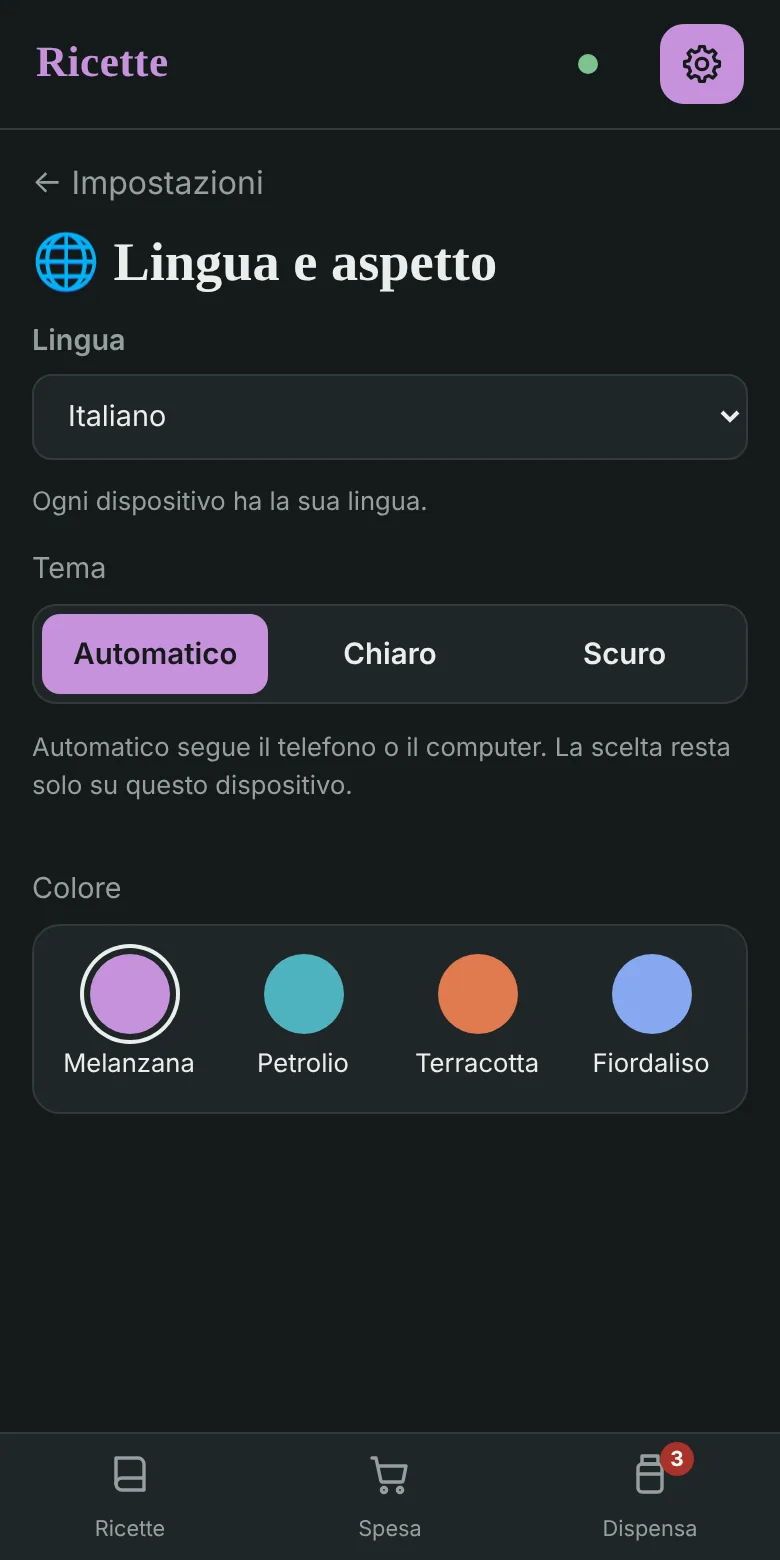 Ricette
← Impostazioni
🌐 Lingua e aspetto
Lingua
Italiano
Ogni dispositivo ha la sua lingua.
Tema
Automatico Chiaro Scuro
Automatico segue il telefono o il computer. La scelta resta
solo su questo dispositivo.
Colore
Melanzana Petrolio Terracotta Fiordaliso
3
Ricette Spesa Dispensa